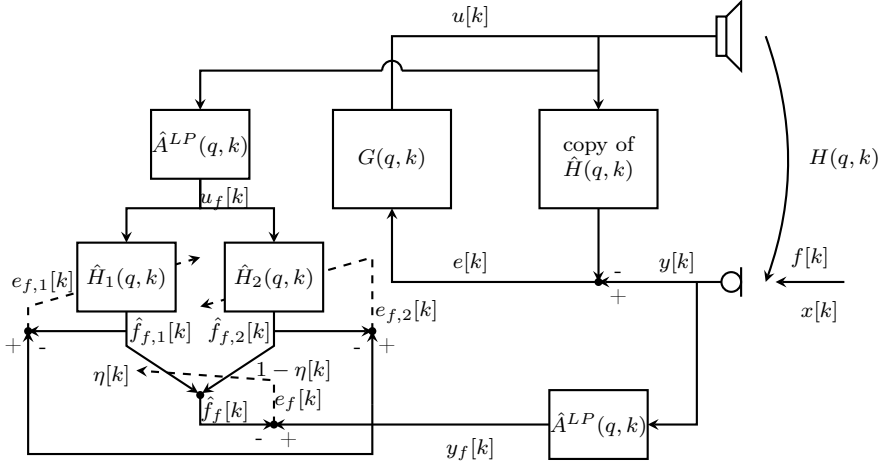 u[k]
Â^{LP}(q, k)
G(q, k)
copy of
Ĥ(q, k)
H(q, k)
u_f[k]
Ĥ_1(q, k)
Ĥ_2(q, k)
e[k]
-
+
y[k]
f[k]
x[k]
e_{f,1}[k]
e_{f,2}[k]
+
-
f̂_{f,1}[k]
f̂_{f,2}[k]
-
+
η[k]
1 − η[k]
f̂_f[k]
e_f[k]
-
+
y_f[k]
Â^{LP}(q, k)